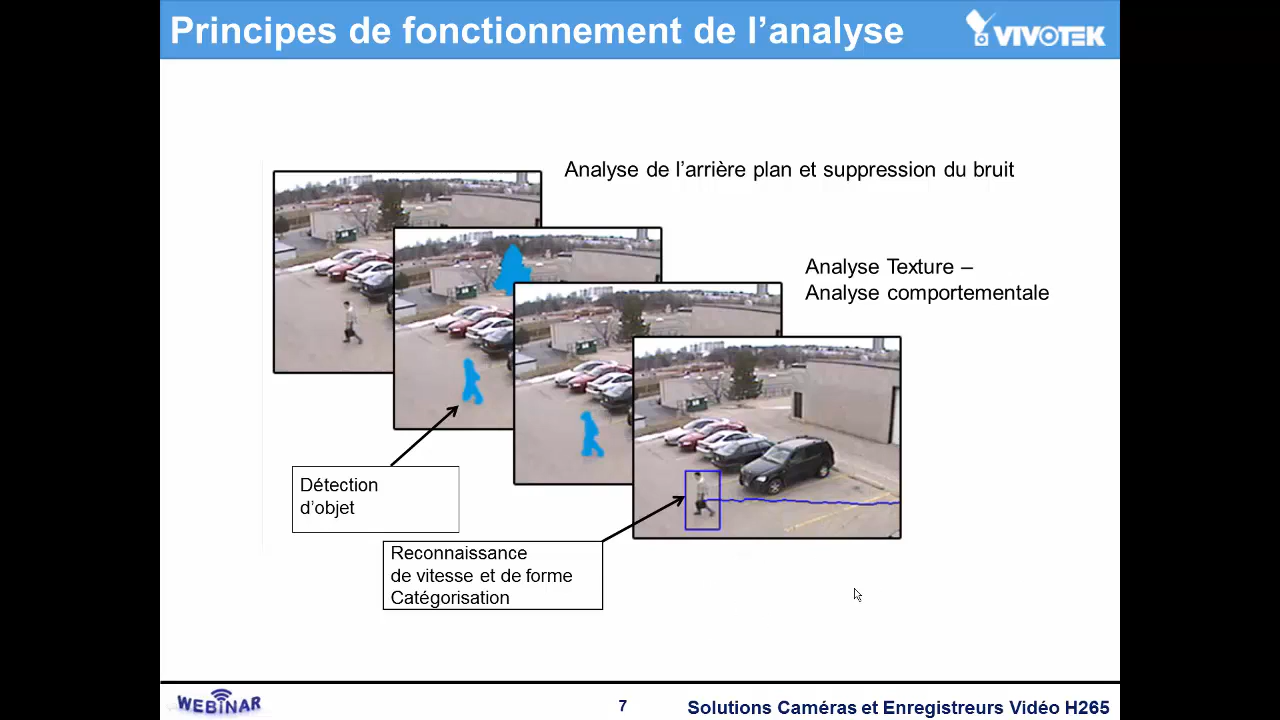 Principes de fonctionnement de l’analyse
VIVOTEK
Analyse de l’arrière plan et suppression du bruit
Analyse Texture –
Analyse comportementale
Détection
d’objet
Reconnaissance
de vitesse et de forme
Catégorisation
WEBINAR
7
Solutions Caméras et Enregistreurs Vidéo H265